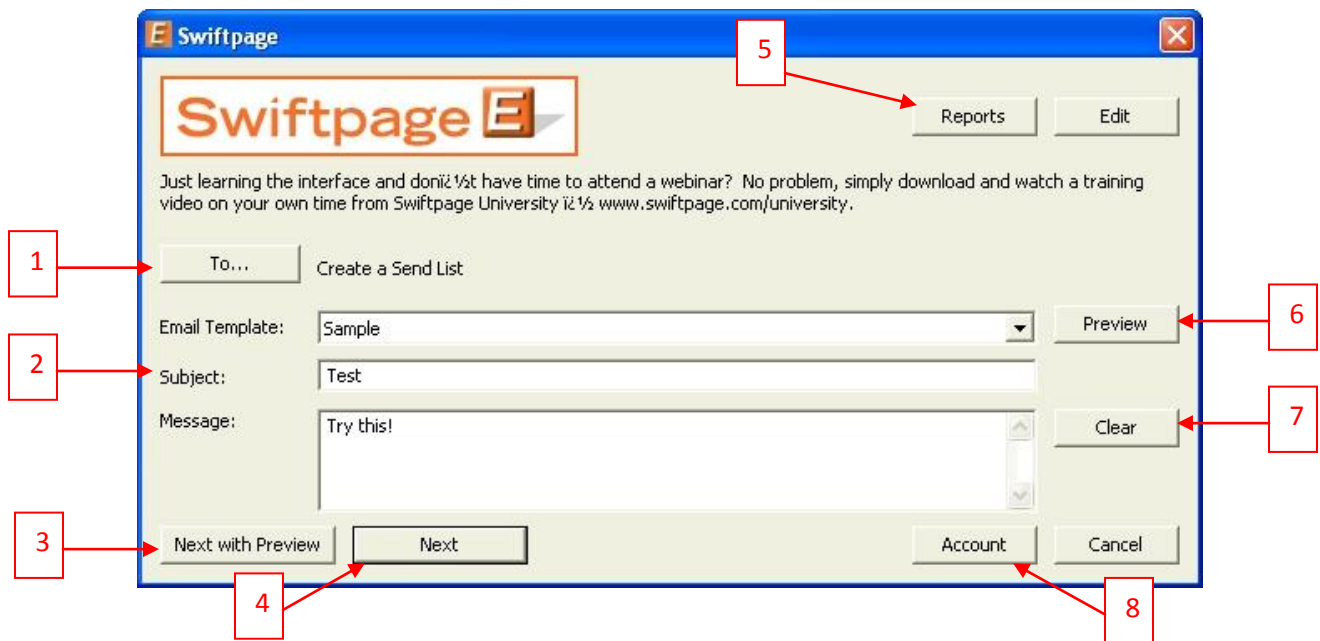 Swiftpage
5
Swiftpage E
Reports
Edit
Just learning the interface and donï¿½t have time to attend a webinar?  No problem, simply download and watch a training
video on your own time from Swiftpage University ï¿½ www.swiftpage.com/university.
1
To...
Create a Send List
Email Template:
Sample
Preview
6
2
Subject:
Test
Message:
Try this!
Clear
7
3
Next with Preview
Next
Account
Cancel
4
8